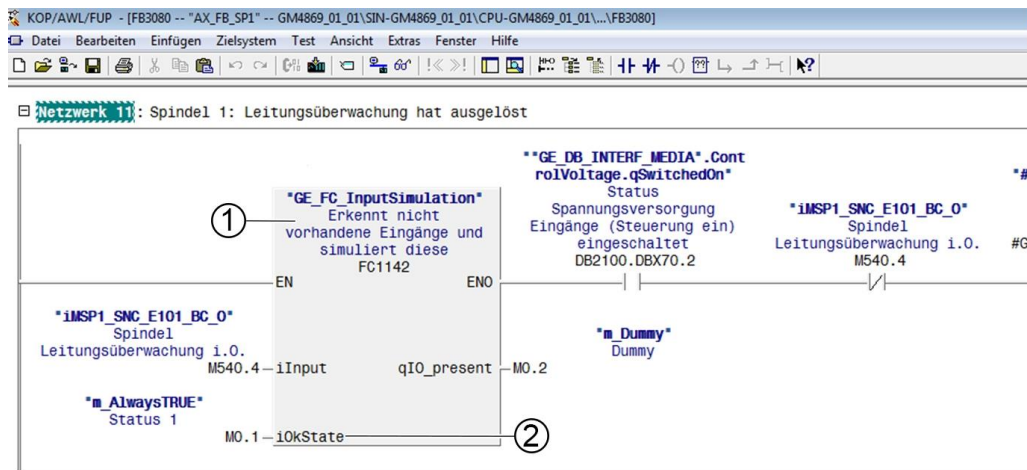 KOP/AWL/FUP - [FB3080 -- "AX_FB_SP1" -- GM4869_01_01\SIN-GM4869_01_01\CPU-GM4869_01_01\...\FB3080]
Datei Bearbeiten Einfügen Zielsystem Test Ansicht Extras Fenster Hilfe
Netzwerk 11: Spindel 1: Leitungsüberwachung hat ausgelöst
1
"GE_FC_InputSimulation"
Erkennt nicht
vorhandene Eingänge und
simuliert diese
FC1142
EN
ENO
""GE_DB_INTERF_MEDIA".Cont
rolVoltage.qSwitchedOn"
Status
Spannungsversorgung
Eingänge (Steuerung ein)
eingeschaltet
DB2100.DBX70.2
"iMSP1_SNC_E101_BC_O"
Spindel
Leitungsüberwachung i.O.
M540.4
"#
#G
"iMSP1_SNC_E101_BC_O"
Spindel
Leitungsüberwachung i.O.
M540.4
iInput
qIO_present
M0.2
"m_Dummy"
Dummy
"m_AlwaysTRUE"
Status 1
M0.1
iOkState
2